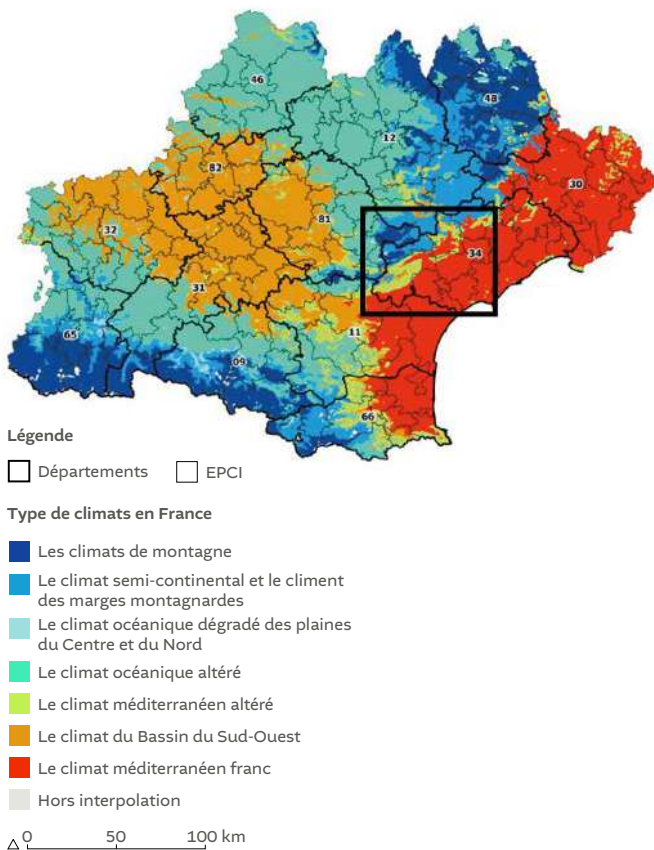 46
48
12
30
82
81
32
34
31
11
65
09
66
Légende
Départements EPCI
Type de climats en France
Les climats de montagne
Le climat semi-continental et le climent
des marges montagnardes
Le climat océanique dégradé des plaines
du Centre et du Nord
Le climat océanique altéré
Le climat méditerranéen altéré
Le climat du Bassin du Sud-Ouest
Le climat méditerranéen franc
Hors interpolation
0 50 100 km